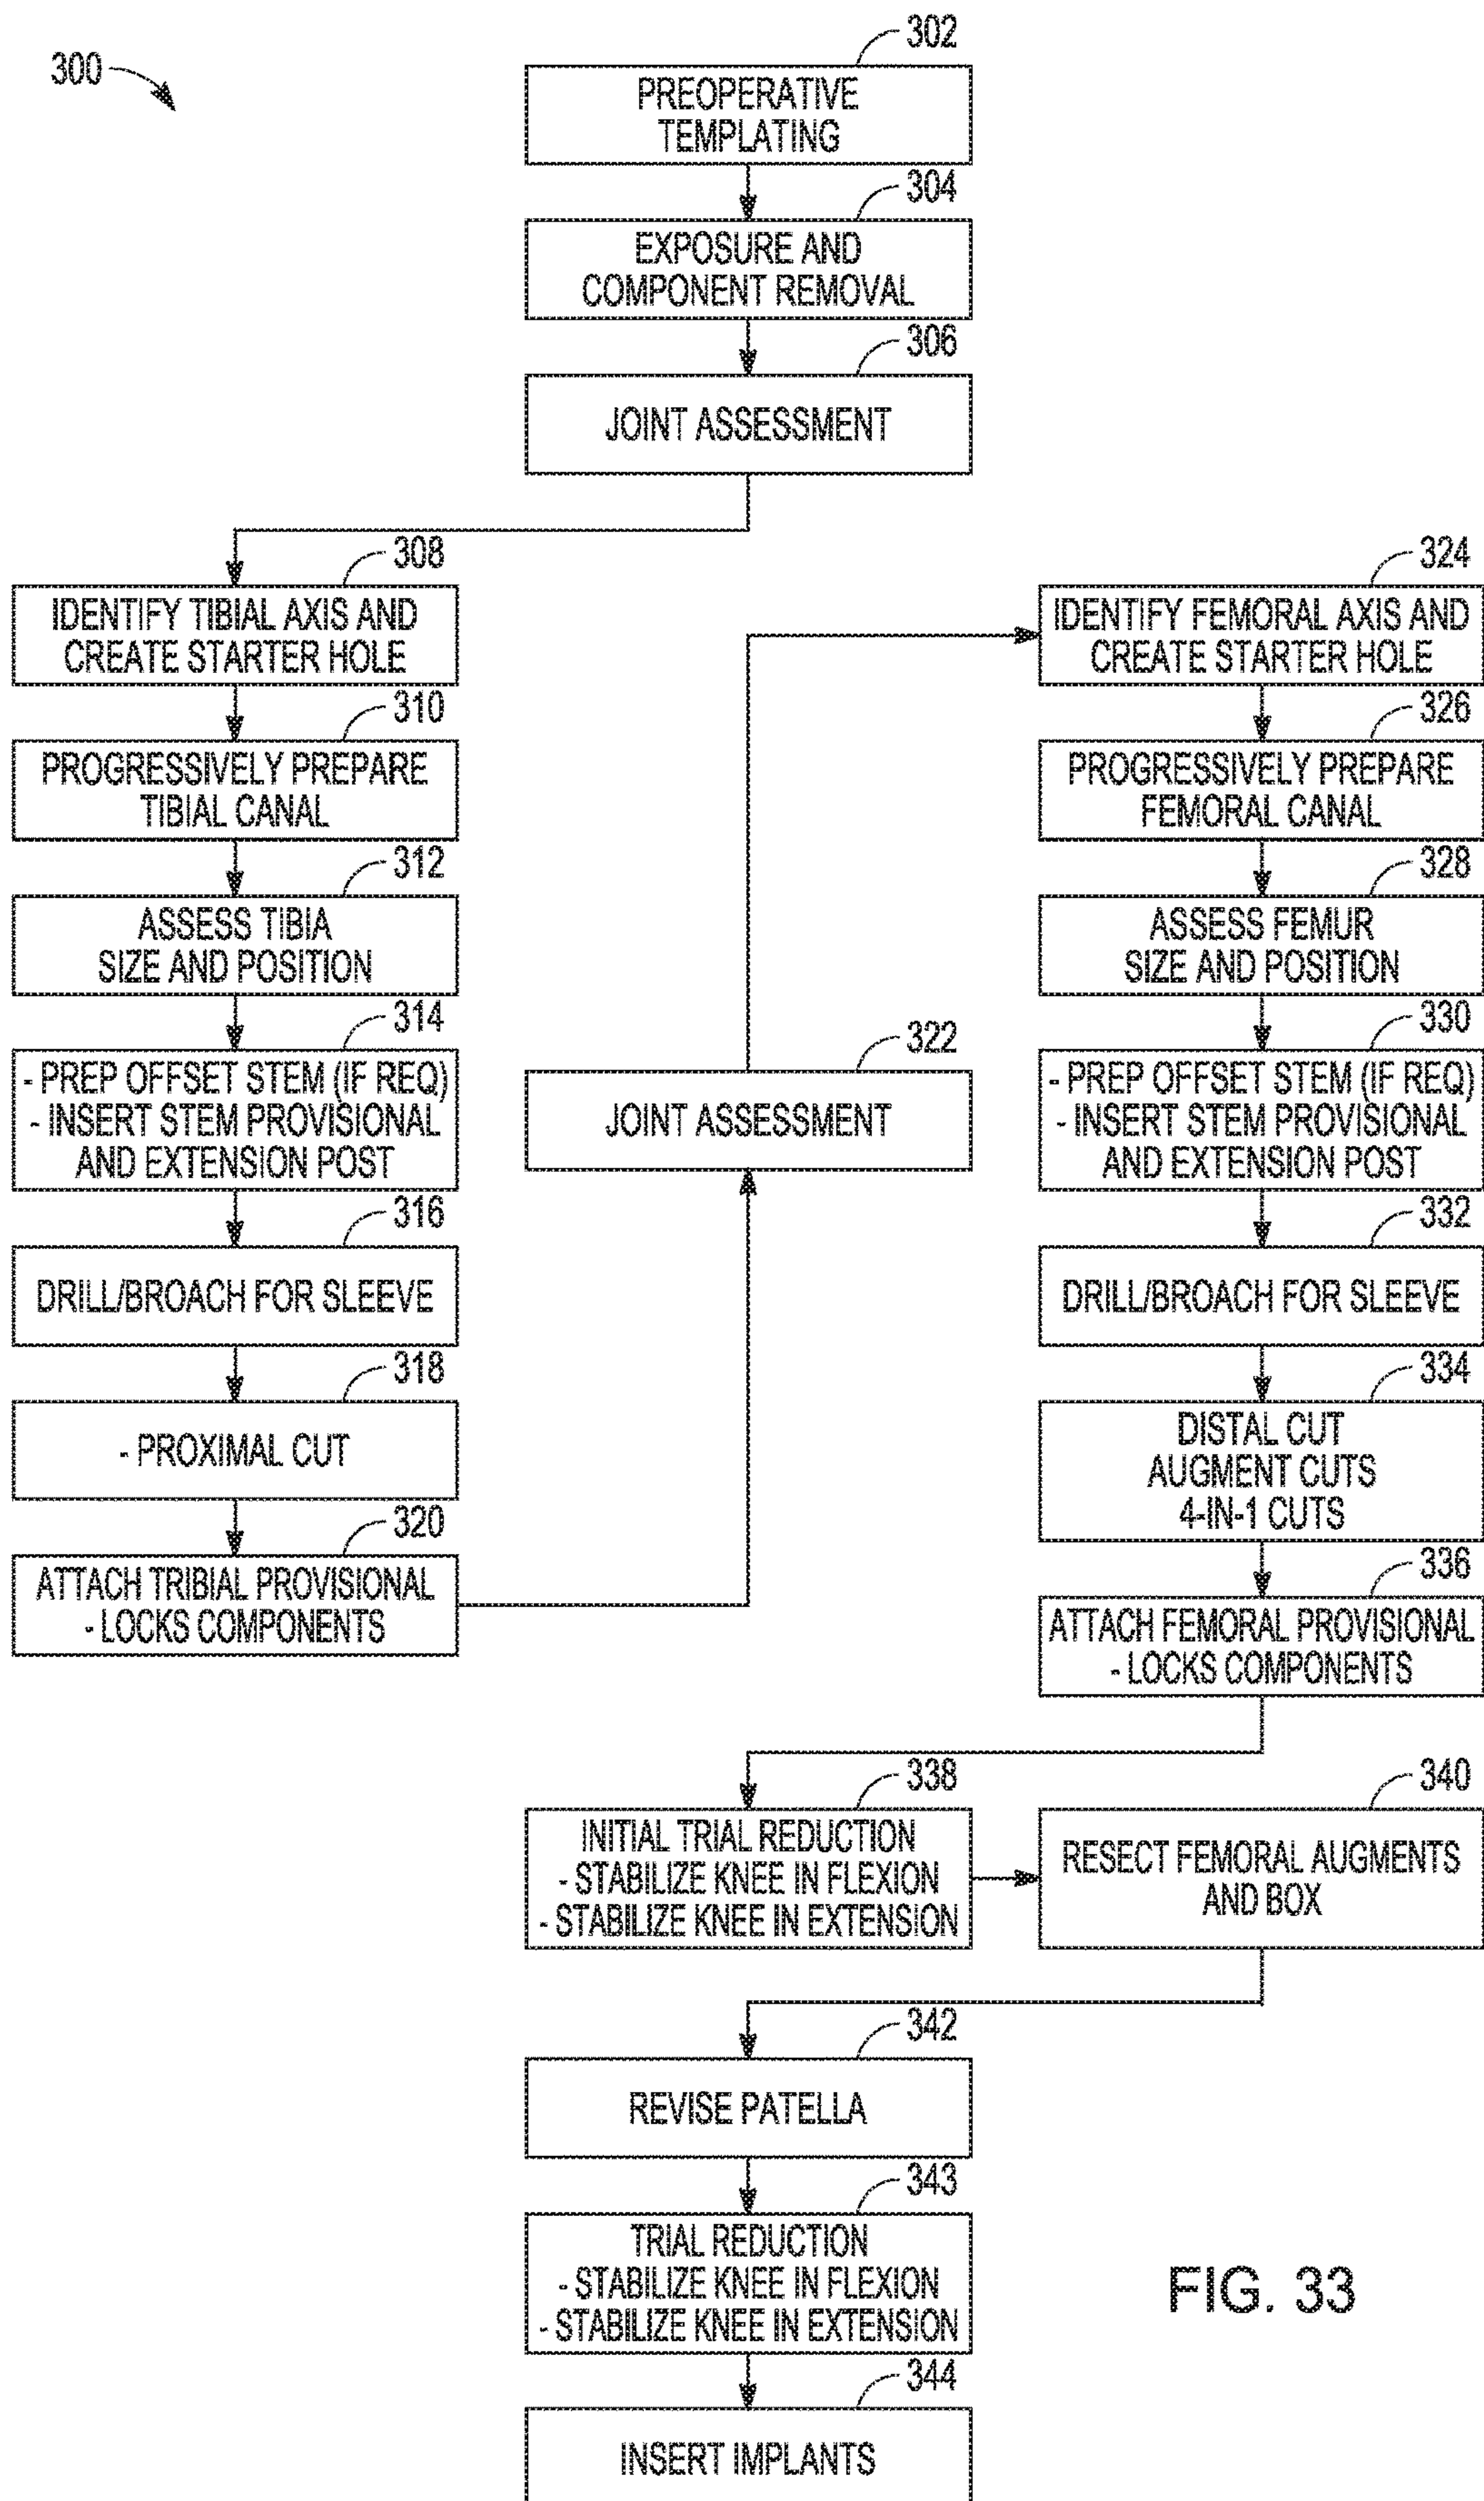 300
302
PREOPERATIVE
TEMPLATING
304
EXPOSURE AND
COMPONENT REMOVAL
306
JOINT ASSESSMENT
308
IDENTIFY TIBIAL AXIS AND
CREATE STARTER HOLE
310
PROGRESSIVELY PREPARE
TIBIAL CANAL
312
ASSESS TIBIA
SIZE AND POSITION
314
- PREP OFFSET STEM (IF REQ)
- INSERT STEM PROVISIONAL
AND EXTENSION POST
316
DRILL/BROACH FOR SLEEVE
318
- PROXIMAL CUT
320
ATTACH TRIBIAL PROVISIONAL
- LOCKS COMPONENTS
322
JOINT ASSESSMENT
324
IDENTIFY FEMORAL AXIS AND
CREATE STARTER HOLE
326
PROGRESSIVELY PREPARE
FEMORAL CANAL
328
ASSESS FEMUR
SIZE AND POSITION
330
- PREP OFFSET STEM (IF REQ)
- INSERT STEM PROVISIONAL
AND EXTENSION POST
332
DRILL/BROACH FOR SLEEVE
334
DISTAL CUT
AUGMENT CUTS
4-IN-1 CUTS
336
ATTACH FEMORAL PROVISIONAL
- LOCKS COMPONENTS
338
INITIAL TRIAL REDUCTION
- STABILIZE KNEE IN FLEXION
- STABILIZE KNEE IN EXTENSION
340
RESECT FEMORAL AUGMENTS
AND BOX
342
REVISE PATELLA
343
TRIAL REDUCTION
- STABILIZE KNEE IN FLEXION
- STABILIZE KNEE IN EXTENSION
344
INSERT IMPLANTS
FIG. 33